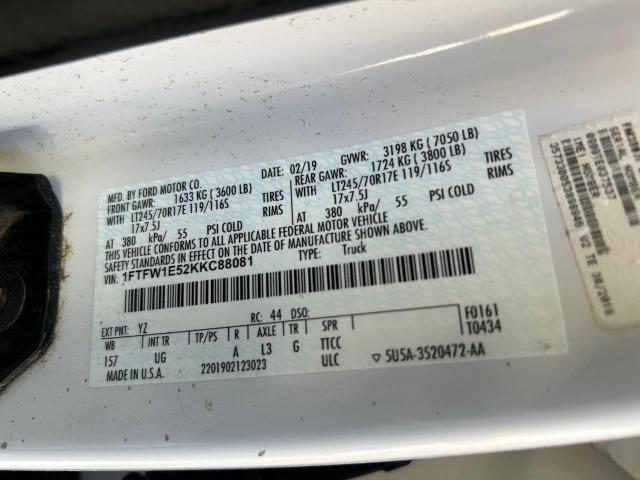 MFD. BY FORD MOTOR CO.
DATE: 02/19 GVWR: 3198 KG ( 7050 LB)
FRONT GAWR: 1633 KG ( 3600 LB)
REAR GAWR: 1724 KG ( 3800 LB)
WITH LT245/70R17E 119/116S TIRES
WITH LT245/70R17E 119/116S TIRES
17x7.5J RIMS
17x7.5J RIMS
AT 380 kPa/ 55 PSI COLD
AT 380 kPa/ 55 PSI COLD
THIS VEHICLE CONFORMS TO ALL APPLICABLE FEDERAL MOTOR VEHICLE
SAFETY STANDARDS IN EFFECT ON THE DATE OF MANUFACTURE SHOWN ABOVE.
VIN: 1FTFW1E52KKC88081
TYPE: Truck
EXT PNT: YZ RC: 44 DSO: F0161
WB INT TR TP/PS R AXLE TR SPR T0434
157 UG A L3 G TTCC
ULC
MADE IN U.S.A. 2201902123023 5U5A-3520472-AA
IMEI NUMBER
V2 TE